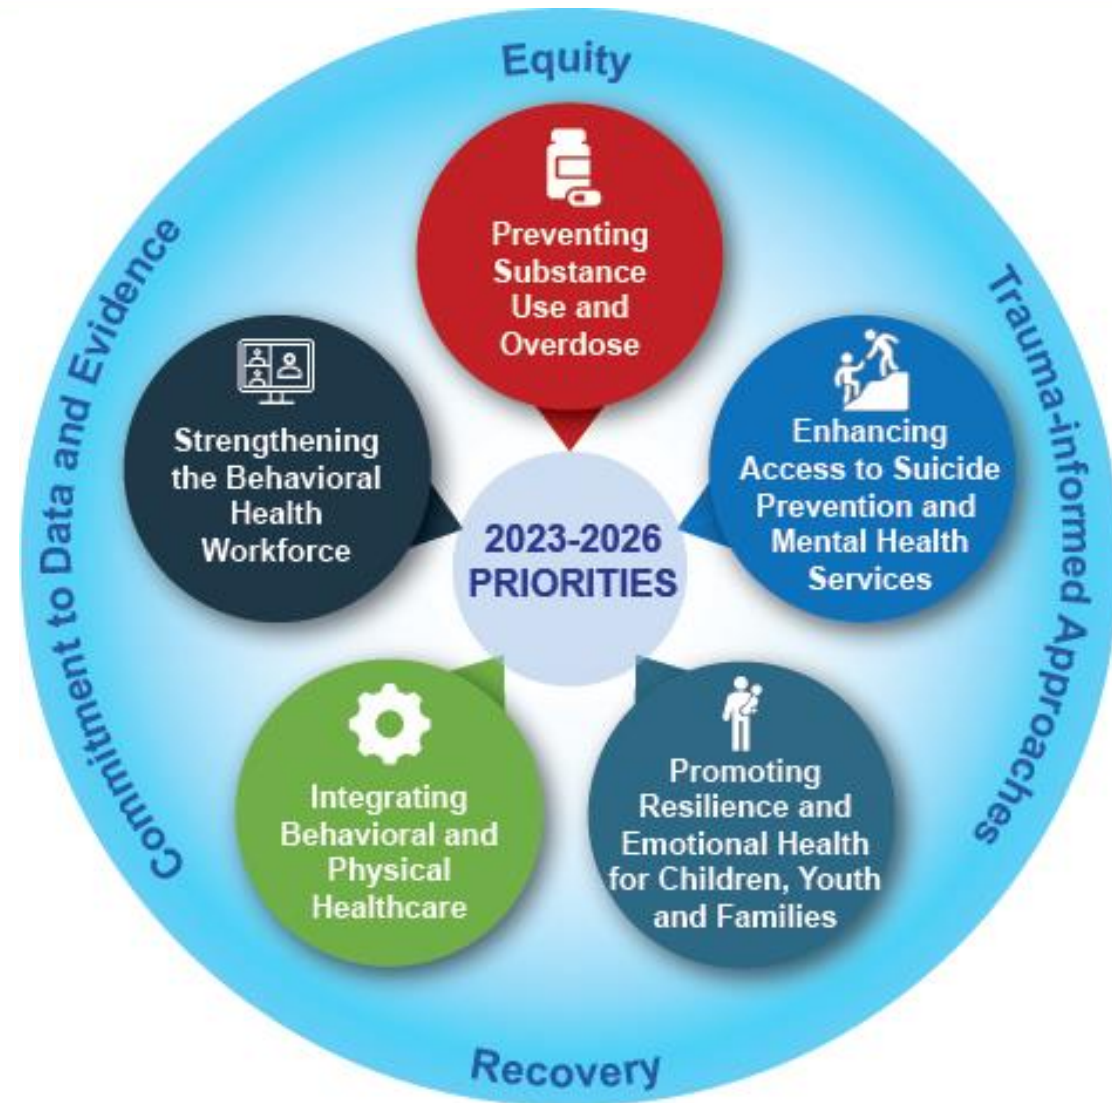 Equity
Preventing
Substance
Use and
Overdose
Trauma-informed Approaches
Enhancing
Access to Suicide
Prevention and
Mental Health
Services
Promoting
Resilience and
Emotional Health
for Children, Youth
and Families
Recovery
Integrating
Behavioral and
Physical
Healthcare
Commitment to Data and Evidence
Strengthening
the Behavioral
Health
Workforce
2023-2026
PRIORITIES